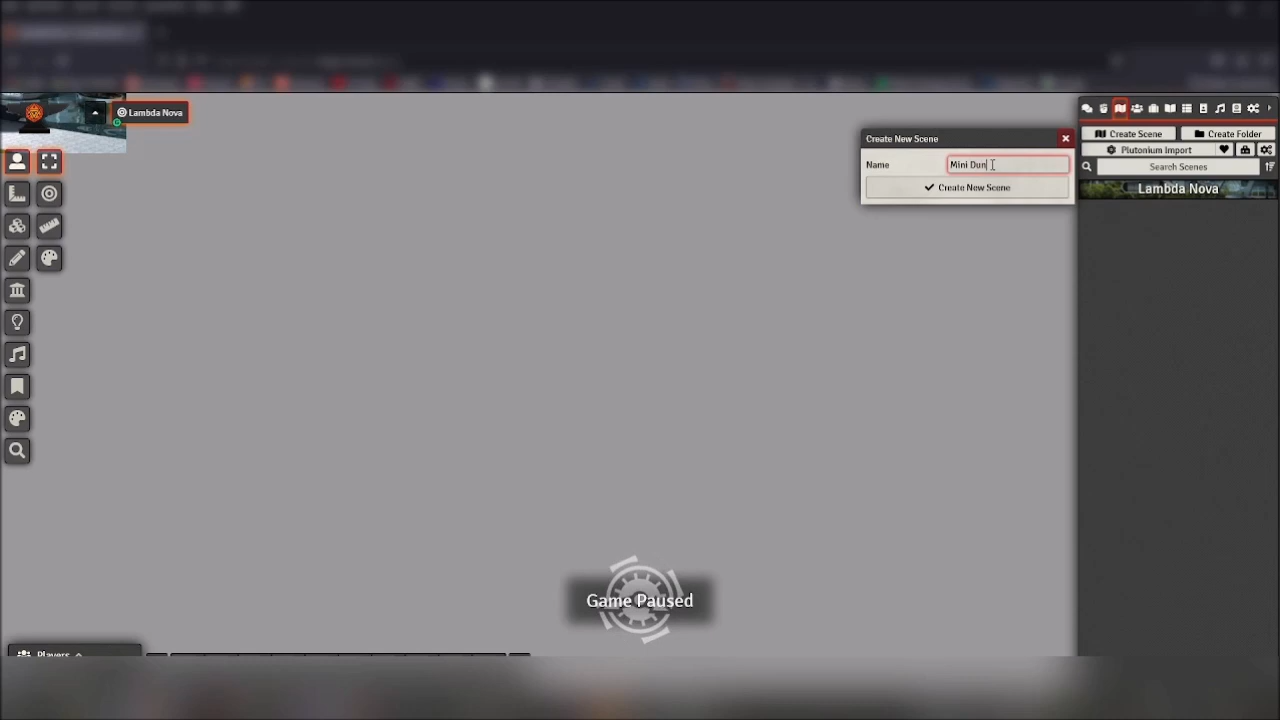 Lambda Nova
Create New Scene
Name
Mini Dun
Create New Scene
Create Scene
Create Folder
Plutonium Import
Search Scenes
Lambda Nova
Game Paused
Players